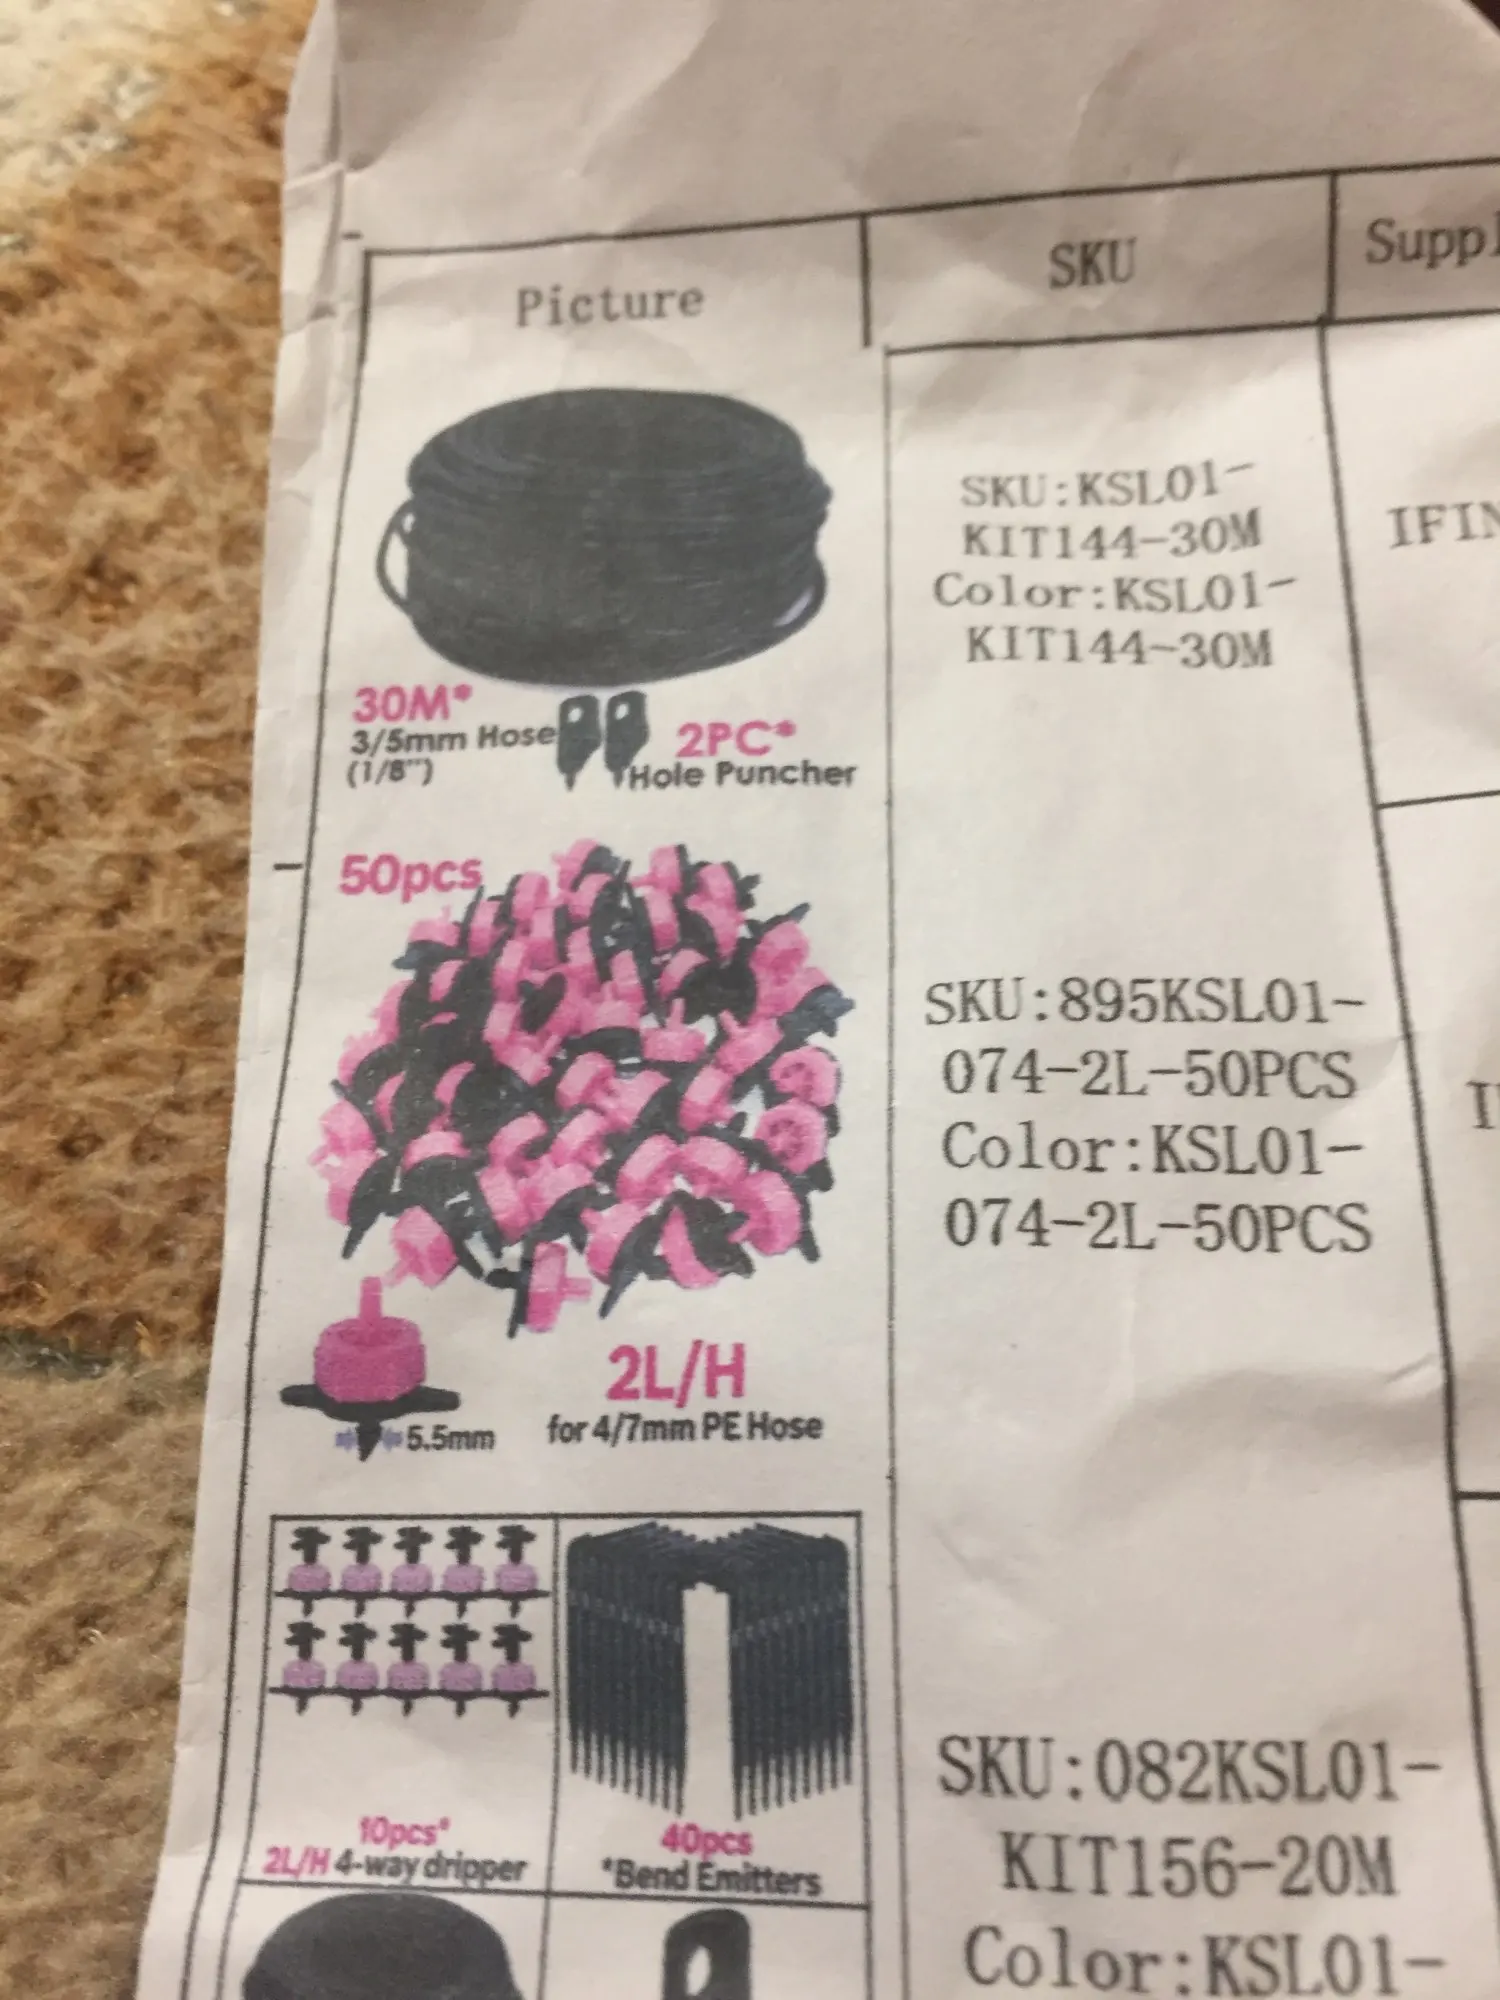 Picture
SKU
30M*
3/5mm Hose
(1/8")
2PC*
Hole Puncher
SKU:KSL01-
KIT144-30M
Color:KSL01-
KIT144-30M
50pcs
5.5mm
2L/H
for 4/7mm PE Hose
SKU:895KSL01-
074-2L-50PCS
Color:KSL01-
074-2L-50PCS
10pcs*
2L/H 4-way dripper
40pcs
*Bend Emitters
SKU:082KSL01-
KIT156-20M
Color:KSL01-